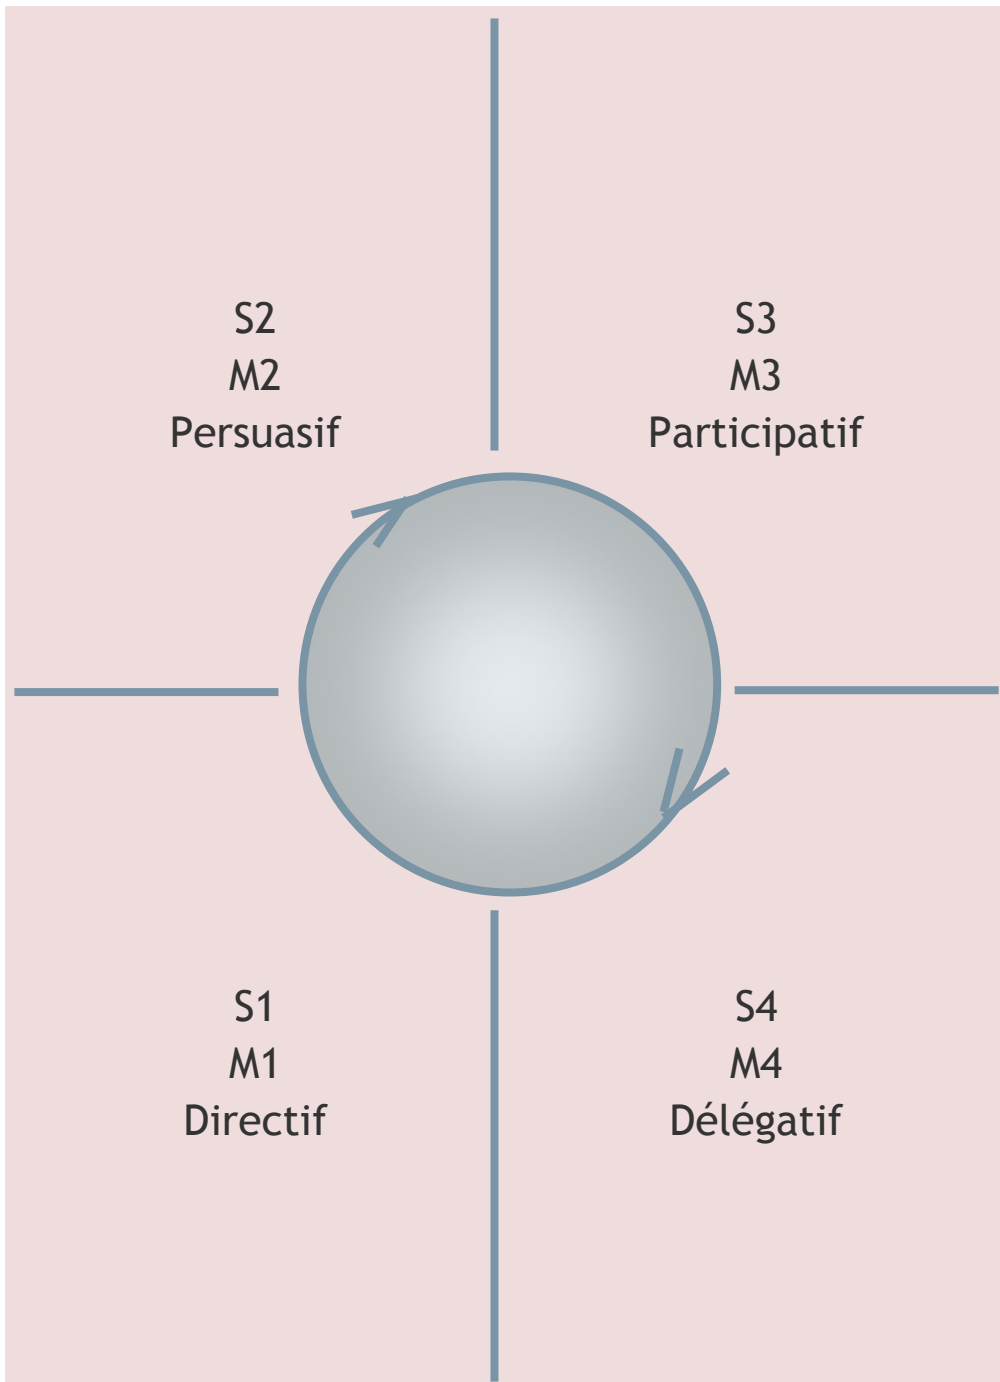 S2
M2
Persuasif
S3
M3
Participatif
S1
M1
Directif
S4
M4
Délégatif